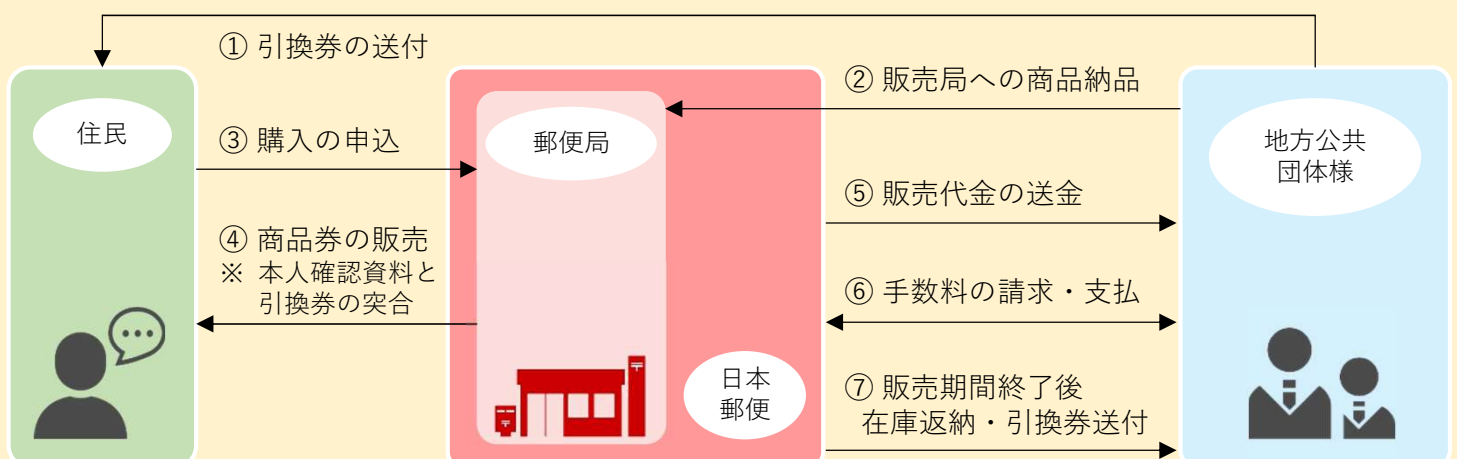 ① 引換券の送付
住民
③ 購入の申込
④ 商品券の販売
※ 本人確認資料と
引換券の突合
郵便局
日本
郵便
② 販売局への商品納品
⑤ 販売代金の送金
⑥ 手数料の請求・支払
⑦ 販売期間終了後
在庫返納・引換券送付
地方公共
団体様